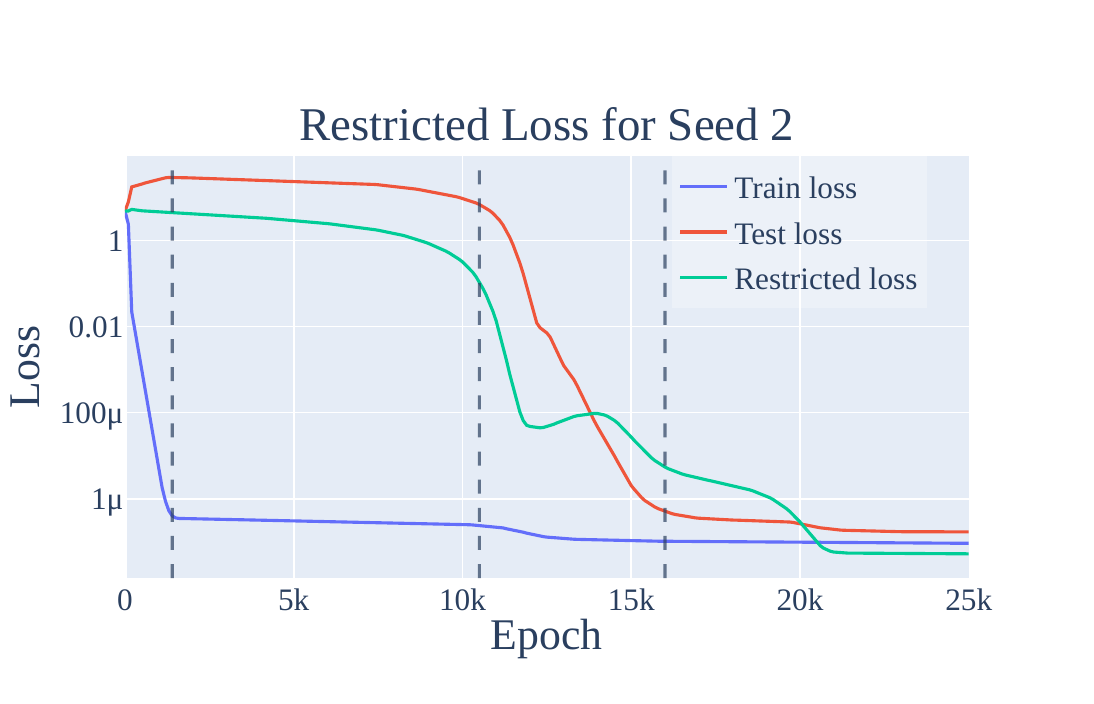 Restricted Loss for Seed 2
Train loss
Test loss
Restricted loss
Loss
1
0.01
100μ
1μ
0
5k
10k
15k
20k
25k
Epoch